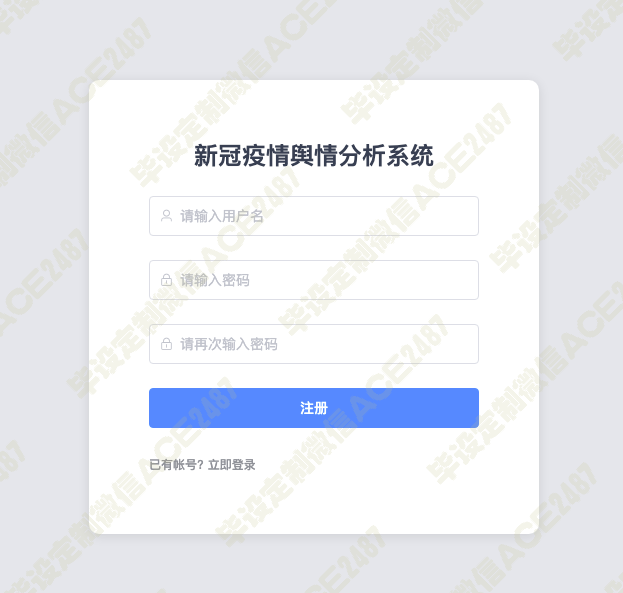 新冠疫情舆情分析系统
请输入用户名
请输入密码
请再次输入密码
注册
已有帐号? 立即登录
毕设定制微信ACE2487